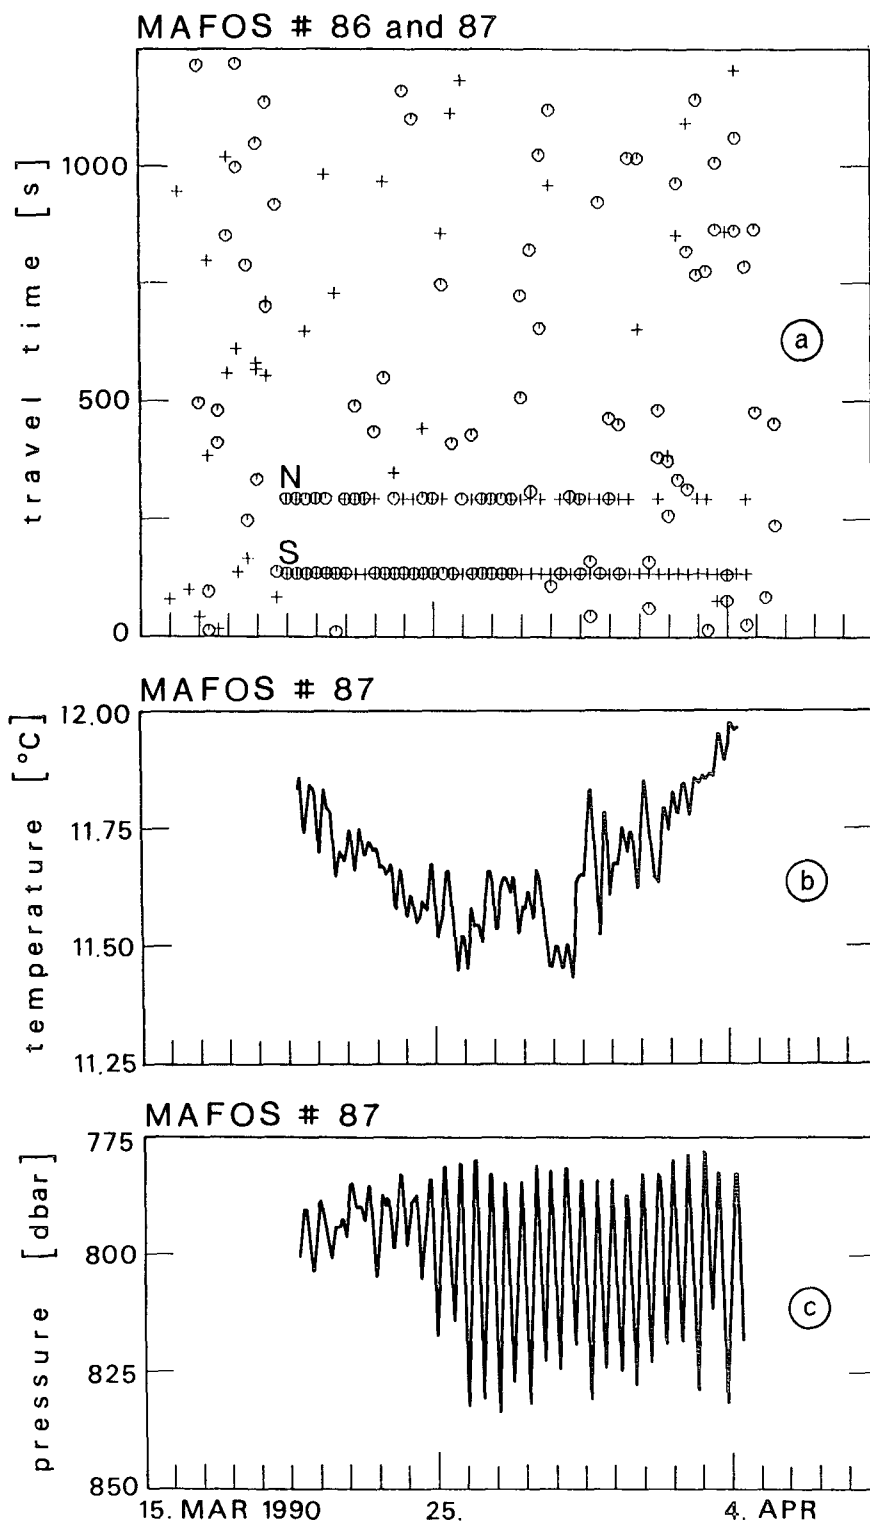 MAFOS # 86 and 87
travel time [s]
1000
500
0
N
S
a
MAFOS # 87
temperature [°C]
12.00
11.75
11.50
11.25
b
MAFOS # 87
pressure [dbar]
775
800
825
850
c
15. MAR 1990 25. 4. APR